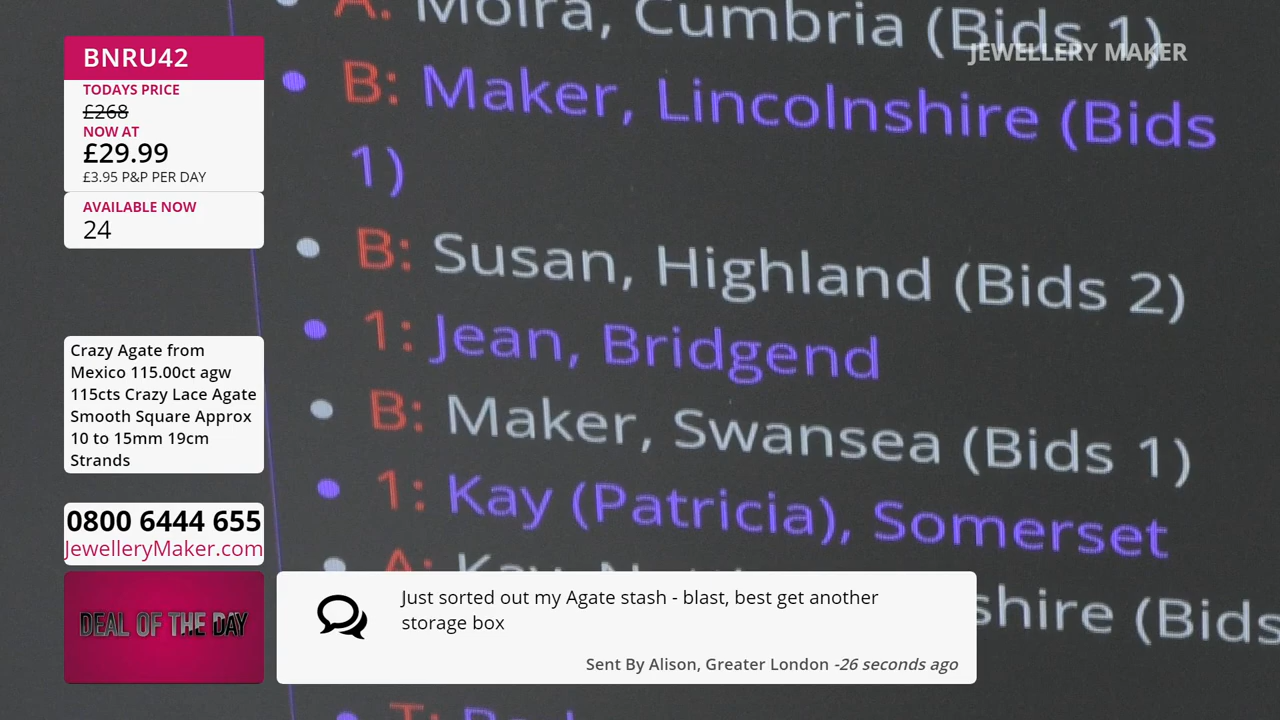 BNRU42
TODAYS PRICE
£268
NOW AT
£29.99
£3.95 P&P PER DAY
AVAILABLE NOW
24
Crazy Agate from
Mexico 115.00ct agw
115cts Crazy Lace Agate
Smooth Square Approx
10 to 15mm 19cm
Strands
0800 6444 655
JewelleryMaker.com
DEAL OF THE DAY
JEWELLERY MAKER
A: Moira, Cumbria (Bids 1)
B: Maker, Lincolnshire (Bids
1)
B: Susan, Highland (Bids 2)
1: Jean, Bridgend
B: Maker, Swansea (Bids 1)
1: Kay (Patricia), Somerset
A: Kay, shire (Bids
Just sorted out my Agate stash - blast, best get another
storage box
Sent By Alison, Greater London -26 seconds ago